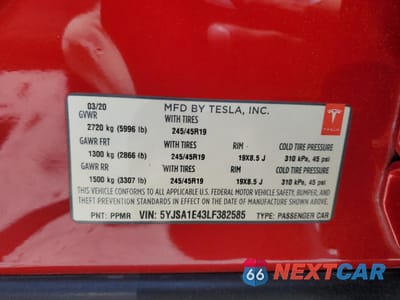 03/20 MFD BY TESLA, INC.
GVWR WITH TIRES
2720 kg (5996 lb) 245/45R19
GAWR FRT WITH TIRES RIM COLD TIRE PRESSURE
1300 kg (2866 lb) 245/45R19 19X8.5 J 310 kPa, 45 psi
GAWR RR WITH TIRES RIM COLD TIRE PRESSURE
1500 kg (3307 lb) 245/45R19 19X8.5 J 310 kPa, 45 psi
THIS VEHICLE CONFORMS TO ALL APPLICABLE U.S. FEDERAL MOTOR VEHICLE SAFETY, BUMPER, AND
THEFT PREVENTION STANDARDS IN EFFECT ON THE DATE OF MANUFACTURE SHOWN ABOVE.
PNT: PPMR VIN: 5YJSA1E43LF382585 TYPE: PASSENGER CAR
TESLA
66 NEXTCAR